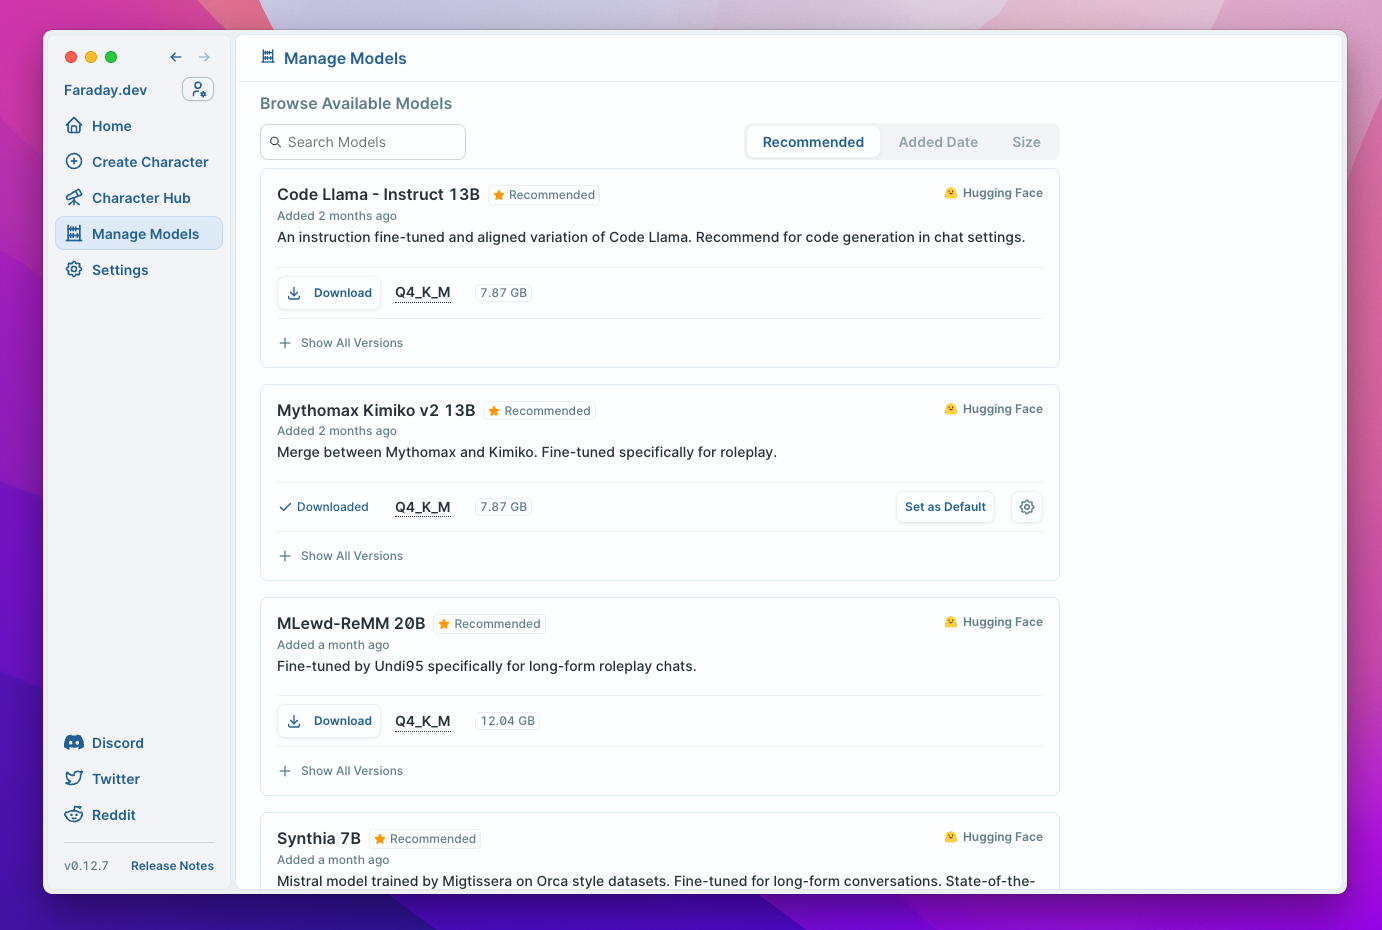 Faraday.dev
Home
Create Character
Character Hub
Manage Models
Settings
Discord
Twitter
Reddit
v0.12.7 Release Notes
Manage Models
Browse Available Models
Search Models
Recommended Added Date Size
Code Llama - Instruct 13B Recommended Hugging Face
Added 2 months ago
An instruction fine-tuned and aligned variation of Code Llama. Recommend for code generation in chat settings.
Download Q4_K_M 7.87 GB
Show All Versions
Mythomax Kimiko v2 13B Recommended Hugging Face
Added 2 months ago
Merge between Mythomax and Kimiko. Fine-tuned specifically for roleplay.
Downloaded Q4_K_M 7.87 GB Set as Default
Show All Versions
MLewd-ReMM 20B Recommended Hugging Face
Added a month ago
Fine-tuned by Undi95 specifically for long-form roleplay chats.
Download Q4_K_M 12.04 GB
Show All Versions
Synthia 7B Recommended Hugging Face
Added a month ago
Mistral model trained by Migtissera on Orca style datasets. Fine-tuned for long-form conversations. State-of-the-